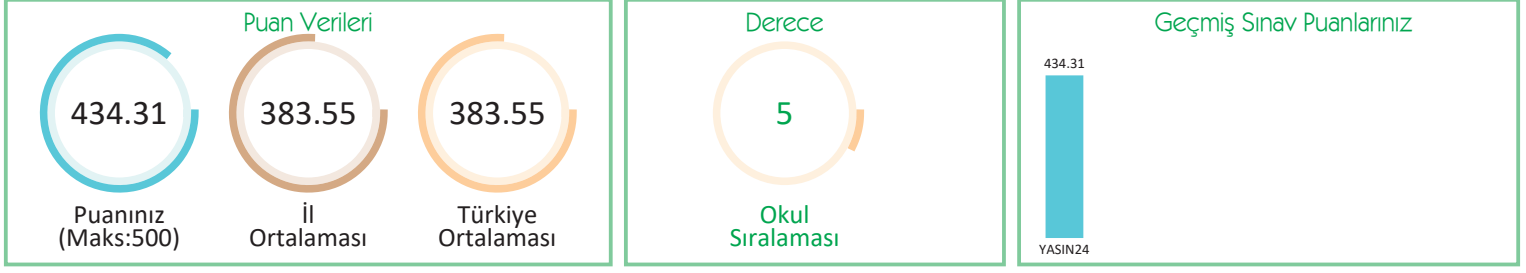 Puan Verileri
434.31
383.55
383.55
Puanınız
(Maks:500)
İl
Ortalaması
Türkiye
Ortalaması
Derece
5
Okul
Sıralaması
Geçmiş Sınav Puanlarınız
434.31
YASIN24